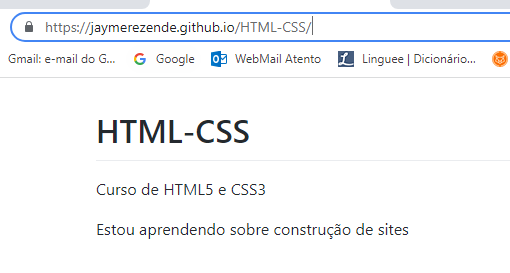 https://jaymerezende.github.io/HTML-CSS/
Gmail: e-mail do G... Google WebMail Atento Linguee | Dicionário...
HTML-CSS
Curso de HTML5 e CSS3
Estou aprendendo sobre construção de sites